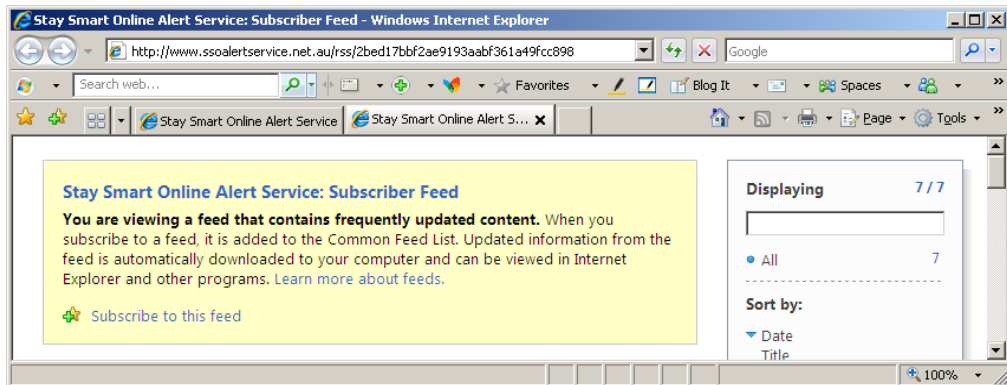 Stay Smart Online Alert Service: Subscriber Feed - Windows Internet Explorer
http://www.ssoalertservice.net.au/rss/2bed17bbf2ae9193aabf361a49fcc898
Google
Search web...
Favorites
Blog It
Spaces
»
Stay Smart Online Alert Service
Stay Smart Online Alert S...
Page
Tools
»
Stay Smart Online Alert Service: Subscriber Feed
You are viewing a feed that contains frequently updated content. When you
subscribe to a feed, it is added to the Common Feed List. Updated information from the
feed is automatically downloaded to your computer and can be viewed in Internet
Explorer and other programs. Learn more about feeds.
Subscribe to this feed
Displaying 7 / 7
All 7
Sort by:
Date
Title
100%